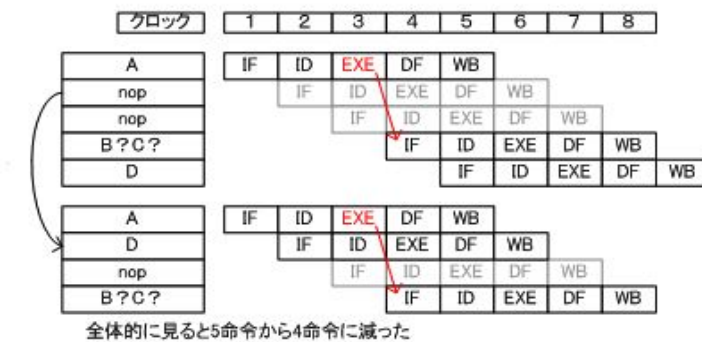 クロック 1 2 3 4 5 6 7 8
A IF ID EXE DF WB
nop IF ID EXE DF WB
nop IF ID EXE DF WB
B?C? IF ID EXE DF WB
D IF ID EXE DF WB
A IF ID EXE DF WB
D IF ID EXE DF WB
nop IF ID EXE DF WB
B?C? IF ID EXE DF WB
全体的に見ると5命令から4命令に減った